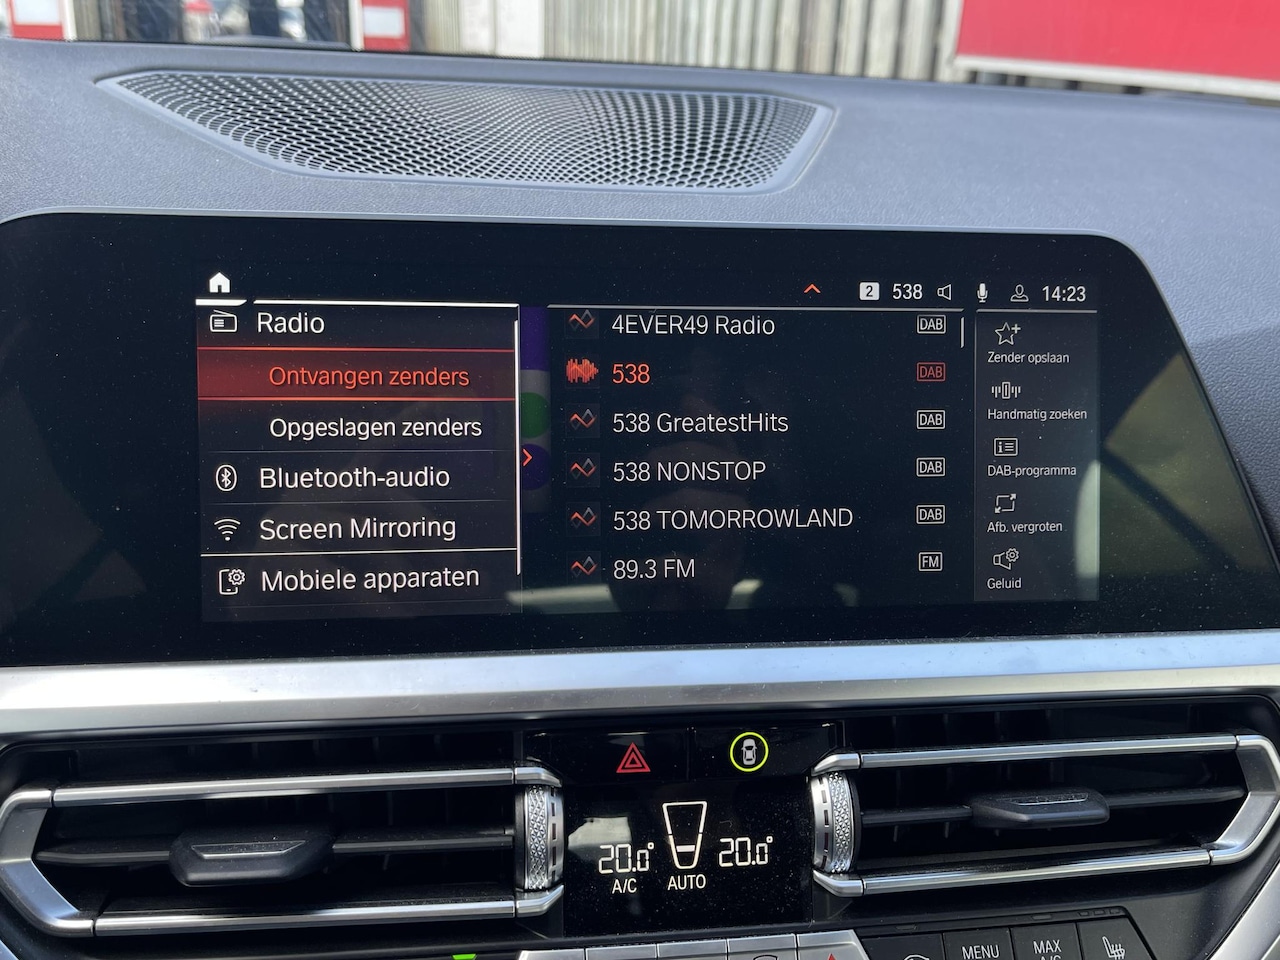 2 538 14:23
Radio
Ontvangen zenders
Opgeslagen zenders
Bluetooth-audio
Screen Mirroring
Mobiele apparaten
4EVER49 Radio DAB
538 DAB
538 GreatestHits DAB
538 NONSTOP DAB
538 TOMORROWLAND DAB
89.3 FM FM
Zender opslaan
Handmatig zoeken
DAB-programma
Afb. vergroten
Geluid
20.0° 20.0°
A/C AUTO
MENU
MAX
A/C